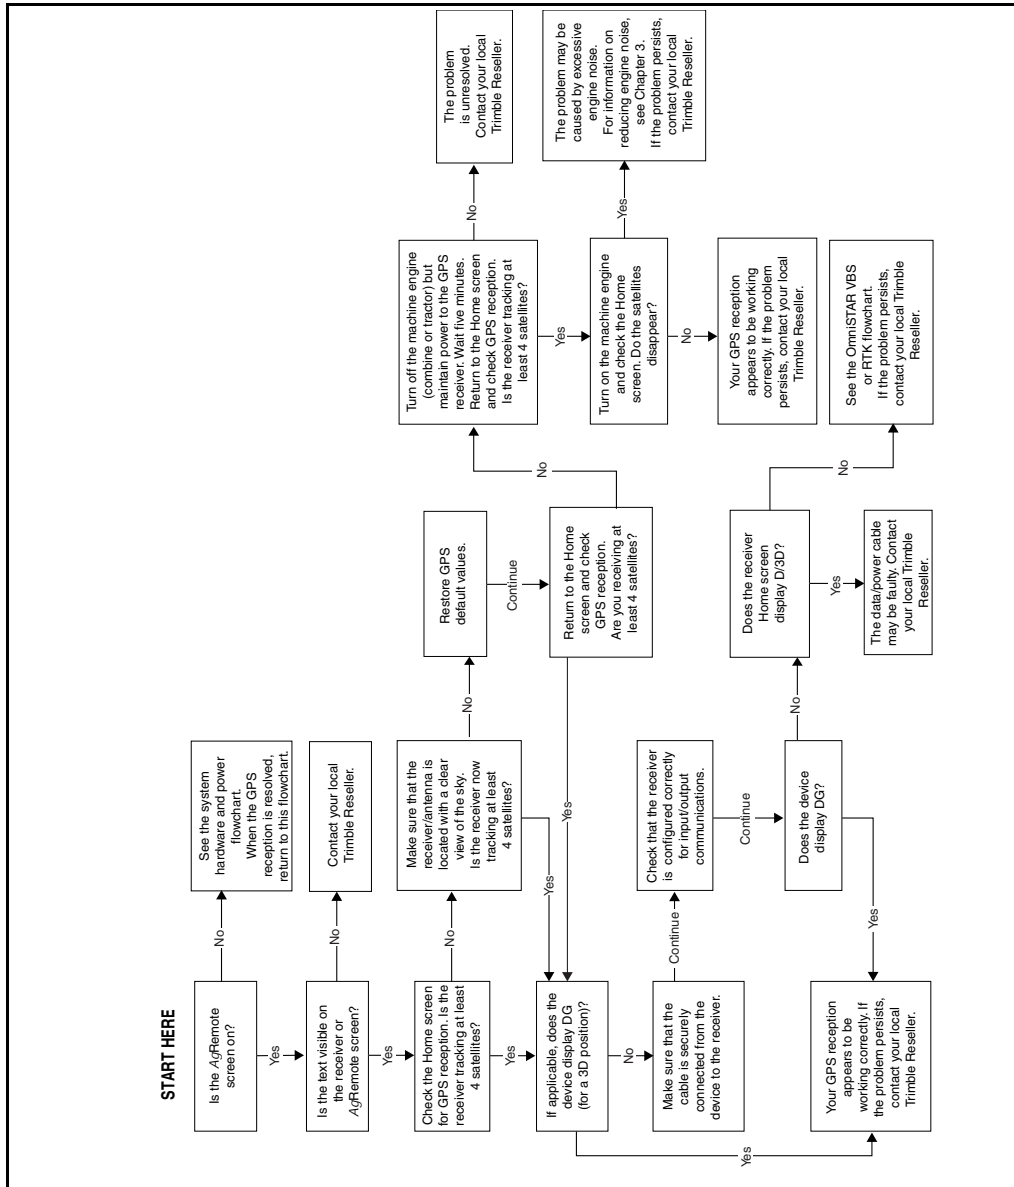 START HERE
Is the AgRemote
screen on?
No
See the system
hardware and power
flowchart.
When the GPS
reception is resolved,
return to this flowchart.
Yes
Is the text visible on
the receiver or
AgRemote screen?
No
Contact your local
Trimble Reseller.
Yes
Check the Home screen
for GPS reception. Is the
receiver tracking at least
4 satellites?
No
Make sure that the
receiver/antenna is
located with a clear
view of the sky.
Is the receiver now
tracking at least
4 satellites?
No
Restore GPS
default values.
Continue
Return to the Home
screen and check
GPS reception.
Are you receiving at
least 4 satellites?
No
Turn off the machine engine
(combine or tractor) but
maintain power to the GPS
receiver. Wait five minutes.
Return to the Home screen
and check GPS reception.
Is the receiver tracking at
least 4 satellites?
No
The problem
is unresolved.
Contact your local
Trimble Reseller.
Yes
Turn on the machine engine
and check the Home
screen. Do the satellites
disappear?
Yes
The problem may be
caused by excessive
engine noise.
For information on
reducing engine noise,
see Chapter 3.
If the problem persists,
contact your local
Trimble Reseller.
No
Your GPS reception
appears to be working
correctly. If the problem
persists, contact your local
Trimble Reseller.
Yes
Yes
Yes
If applicable, does the
device display DG
(for a 3D position)?
No
Make sure that the
cable is securely
connected from the
device to the receiver.
Continue
Check that the receiver
is configured correctly
for input/output
communications.
Continue
Does the device
display DG?
No
Does the receiver
Home screen
display D/3D?
No
See the OmniSTAR VBS
or RTK flowchart.
If the problem persists,
contact your local Trimble
Reseller.
Yes
The data/power cable
may be faulty. Contact
your local Trimble
Reseller.
Yes
Yes
Your GPS reception
appears to be
working correctly. If
the problem persists,
contact your local
Trimble Reseller.